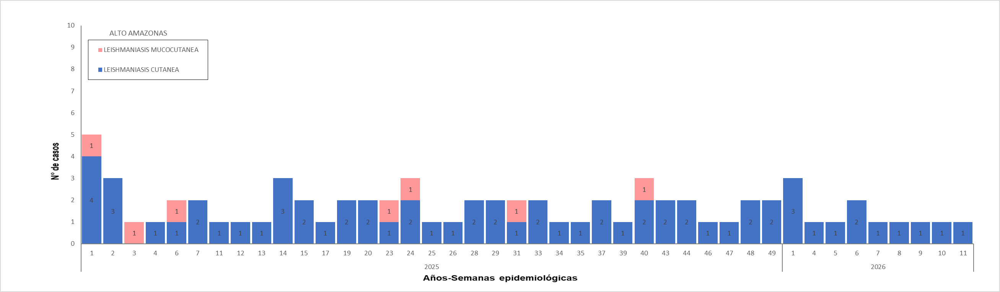 ALTO AMAZONAS
LEISHMANIASIS MUCOCUTANEA
LEISHMANIASIS CUTANEA
N° de casos
10
9
8
7
6
5
4
3
2
1
0
1 1 1 1 1 1
4 3 1 1 1 2 1 1 1 3 2 1 2 2 1 2 1 1 2 2 1 2 1 1 2 1 2 2 2 1 1 2 2 3 1 1 2 1 1 1 1 1
1 2 3 4 6 7 11 12 13 14 15 17 19 20 23 24 25 26 28 29 31 33 34 35 37 39 40 43 44 46 47 48 49 1 4 5 6 7 8 9 10 11
2025 2026
Años-Semanas epidemiológicas